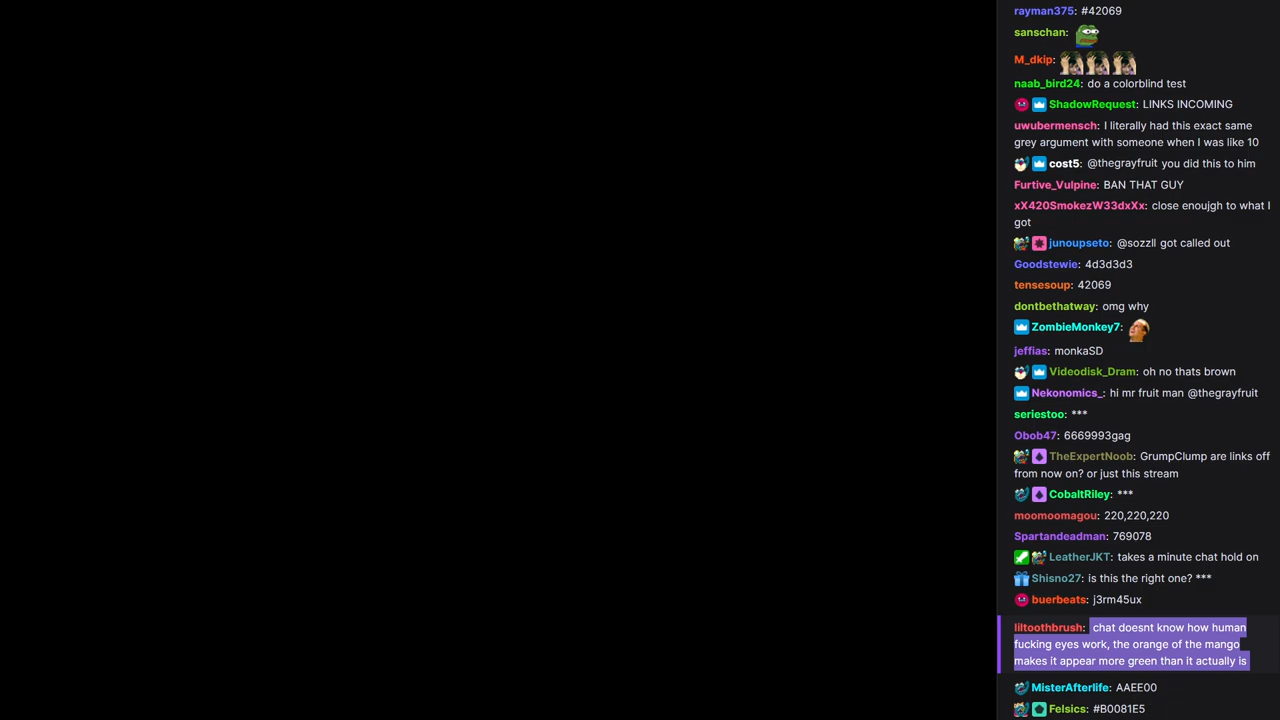 rayman375: #42069
sanschan:
M_dkip:
naab_bird24: do a colorblind test
ShadowRequest: LINKS INCOMING
uwubermensch: I literally had this exact same
grey argument with someone when I was like 10
cost5: @thegrayfruit you did this to him
Furtive_Vulpine: BAN THAT GUY
xX420SmokezW33dxXx: close enoujgh to what I
got
junoupseto: @sozzll got called out
Goodstewie: 4d3d3d3
tensesoup: 42069
dontbethatway: omg why
ZombieMonkey7:
jeffias: monkaSD
Videodisk_Dram: oh no thats brown
Nekonomics_: hi mr fruit man @thegrayfruit
seriestoo: ***
Obob47: 6669993gag
TheExpertNoob: GrumpClump are links off
from now on? or just this stream
CobaltRiley: ***
moomoomagou: 220,220,220
Spartandeadman: 769078
LeatherJKT: takes a minute chat hold on
Shisno27: is this the right one? ***
buerbeats: j3rm45ux
liltoothbrush: chat doesnt know how human
fucking eyes work, the orange of the mango
makes it appear more green than it actually is
MisterAfterlife: AAEE00
Felsics: #B0081E5